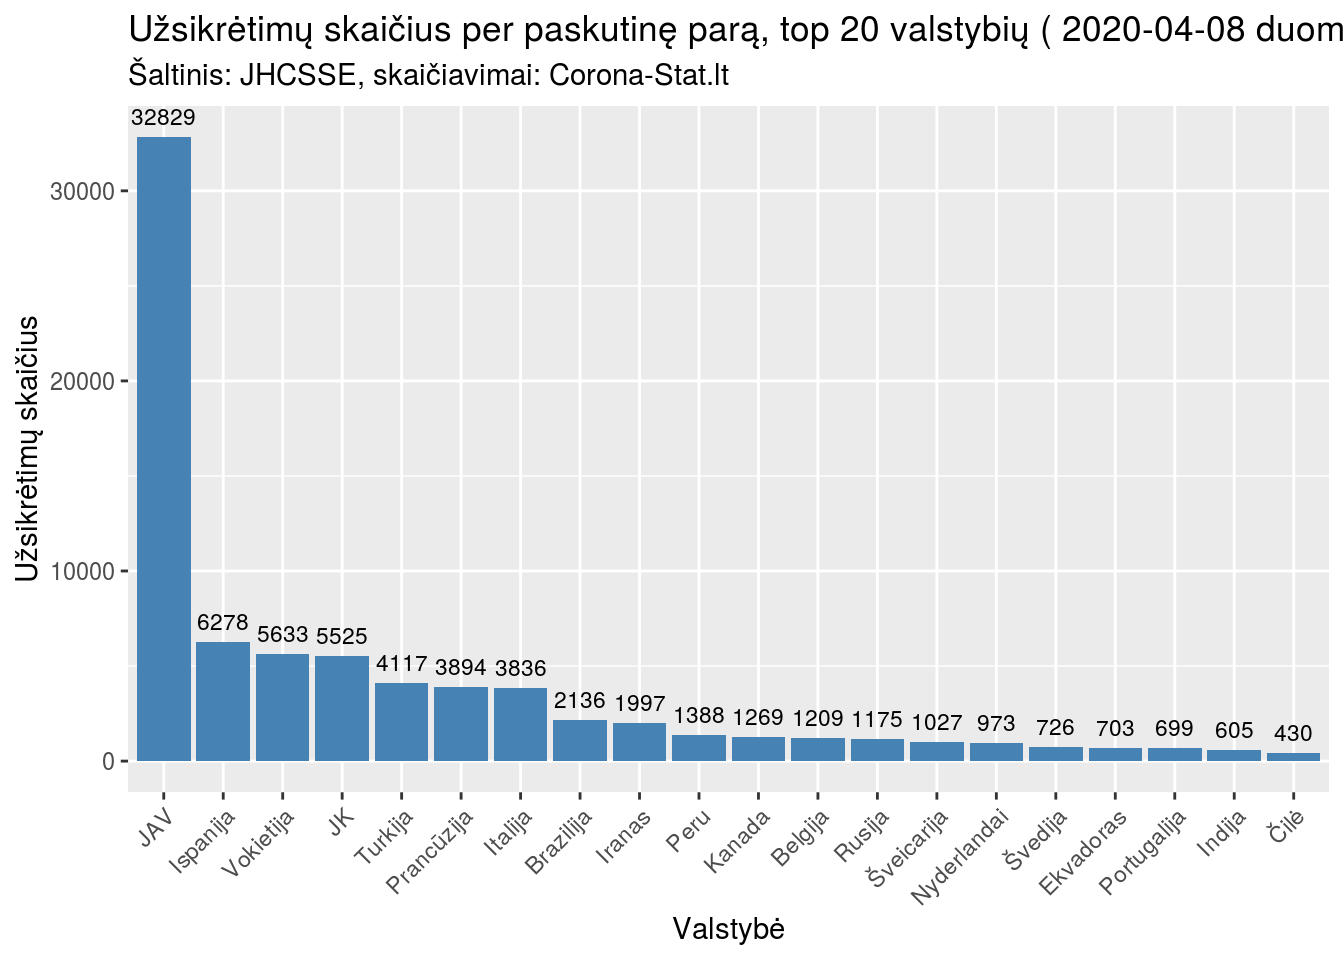 Užsikrėtimų skaičius per paskutinę parą, top 20 valstybių ( 2020-04-08 duom
Šaltinis: JHCSSE, skaičiavimai: Corona-Stat.lt
Užsikrėtimų skaičius
30000
20000
10000
0
32829
6278
5633
5525
4117
3894
3836
2136
1997
1388
1269
1209
1175
1027
973
726
703
699
605
430
JAV
Ispanija
Vokietija
JK
Turkija
Prancūzija
Italija
Brazilija
Iranas
Peru
Kanada
Belgija
Rusija
Šveicarija
Nyderlandai
Švedija
Ekvadoras
Portugalija
Indija
Čilė
Valstybė